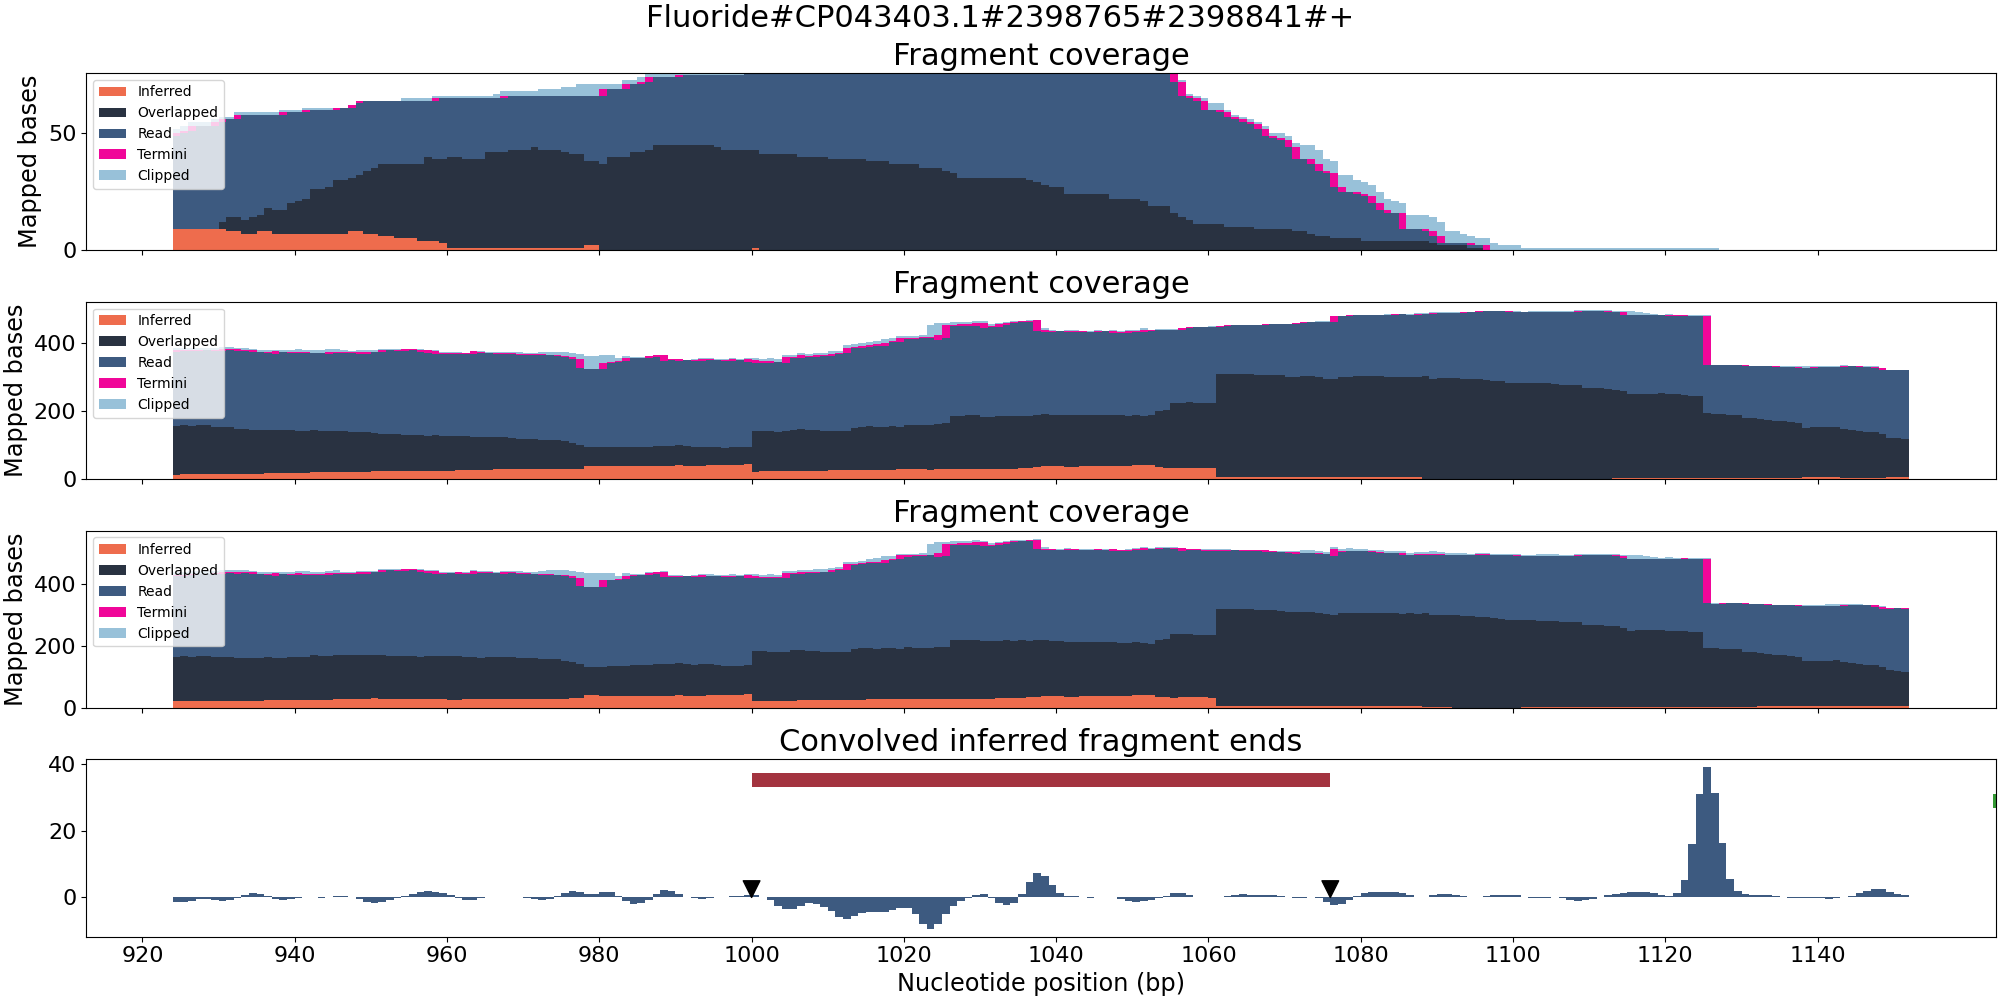 Fluoride#CP043403.1#2398765#2398841#+
Fragment coverage
Mapped bases
50
0
Inferred
Overlapped
Read
Termini
Clipped
Fragment coverage
Mapped bases
400
200
0
Inferred
Overlapped
Read
Termini
Clipped
Fragment coverage
Mapped bases
400
200
0
Inferred
Overlapped
Read
Termini
Clipped
Convolved inferred fragment ends
40
20
0
920 940 960 980 1000 1020 1040 1060 1080 1100 1120 1140
Nucleotide position (bp)